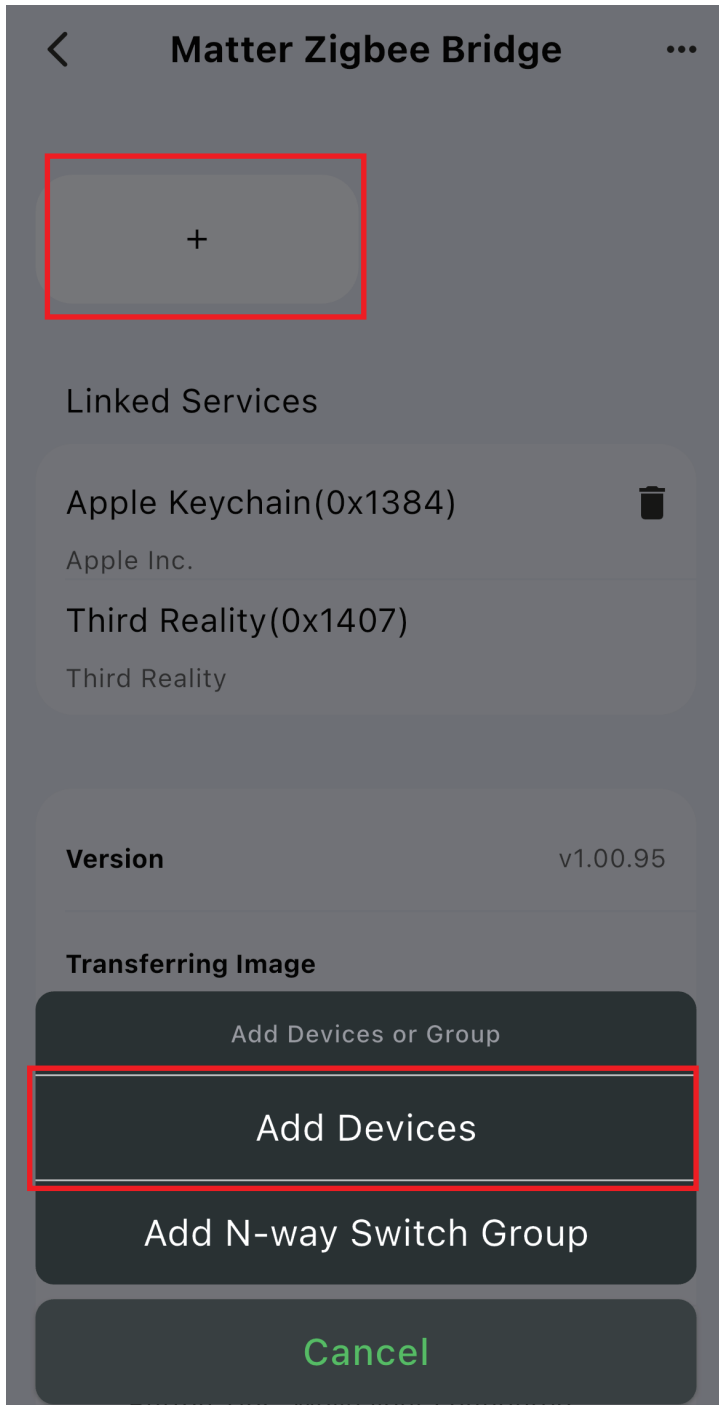 Matter Zigbee Bridge
+
Linked Services
Apple Keychain(0x1384)
Apple Inc.
Third Reality(0x1407)
Third Reality
Version v1.00.95
Transferring Image
Add Devices or Group
Add Devices
Add N-way Switch Group
Cancel